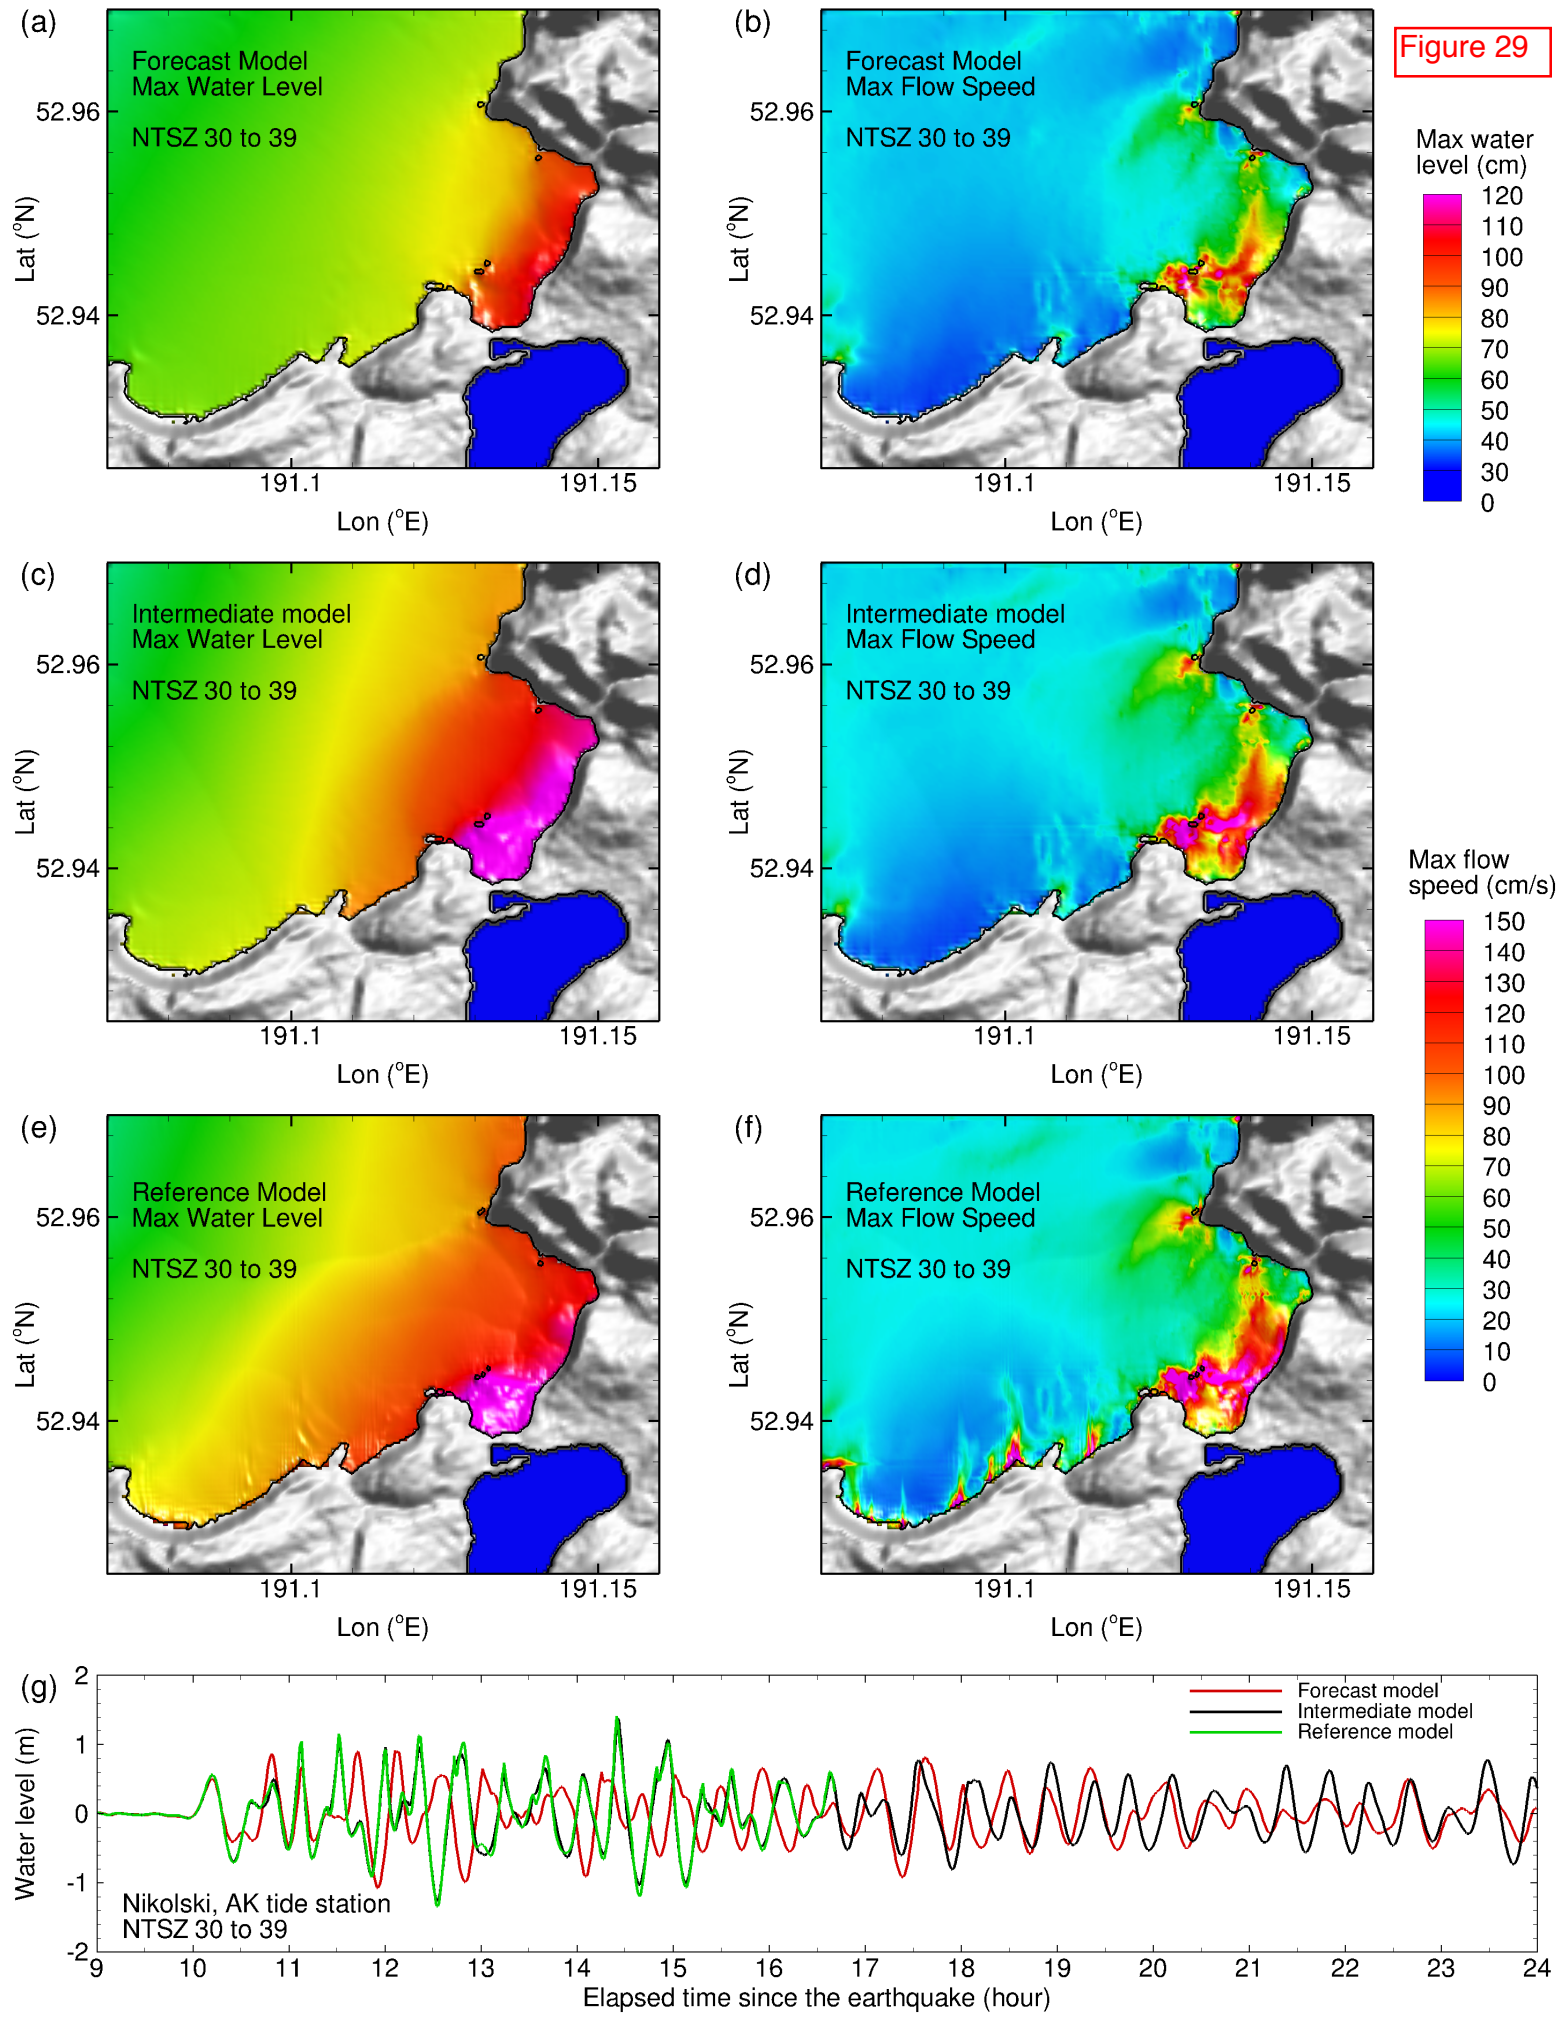 Figure 29
(a)
Forecast Model
Max Water Level
NTSZ 30 to 39
52.96
52.94
Lat (°N)
191.1
191.15
Lon (°E)
(b)
Forecast Model
Max Flow Speed
NTSZ 30 to 39
52.96
52.94
Lat (°N)
191.1
191.15
Lon (°E)
Max water
level (cm)
120
110
100
90
80
70
60
50
40
30
0
(c)
Intermediate model
Max Water Level
NTSZ 30 to 39
52.96
52.94
Lat (°N)
191.1
191.15
Lon (°E)
(d)
Intermediate model
Max Flow Speed
NTSZ 30 to 39
52.96
52.94
Lat (°N)
191.1
191.15
Lon (°E)
Max flow
speed (cm/s)
150
140
130
120
110
100
90
80
70
60
50
40
30
20
10
0
(e)
Reference Model
Max Water Level
NTSZ 30 to 39
52.96
52.94
Lat (°N)
191.1
191.15
Lon (°E)
(f)
Reference Model
Max Flow Speed
NTSZ 30 to 39
52.96
52.94
Lat (°N)
191.1
191.15
Lon (°E)
(g)
2
1
0
-1
-2
Water level (m)
Forecast model
Intermediate model
Reference model
Nikolski, AK tide station
NTSZ 30 to 39
9 10 11 12 13 14 15 16 17 18 19 20 21 22 23 24
Elapsed time since the earthquake (hour)